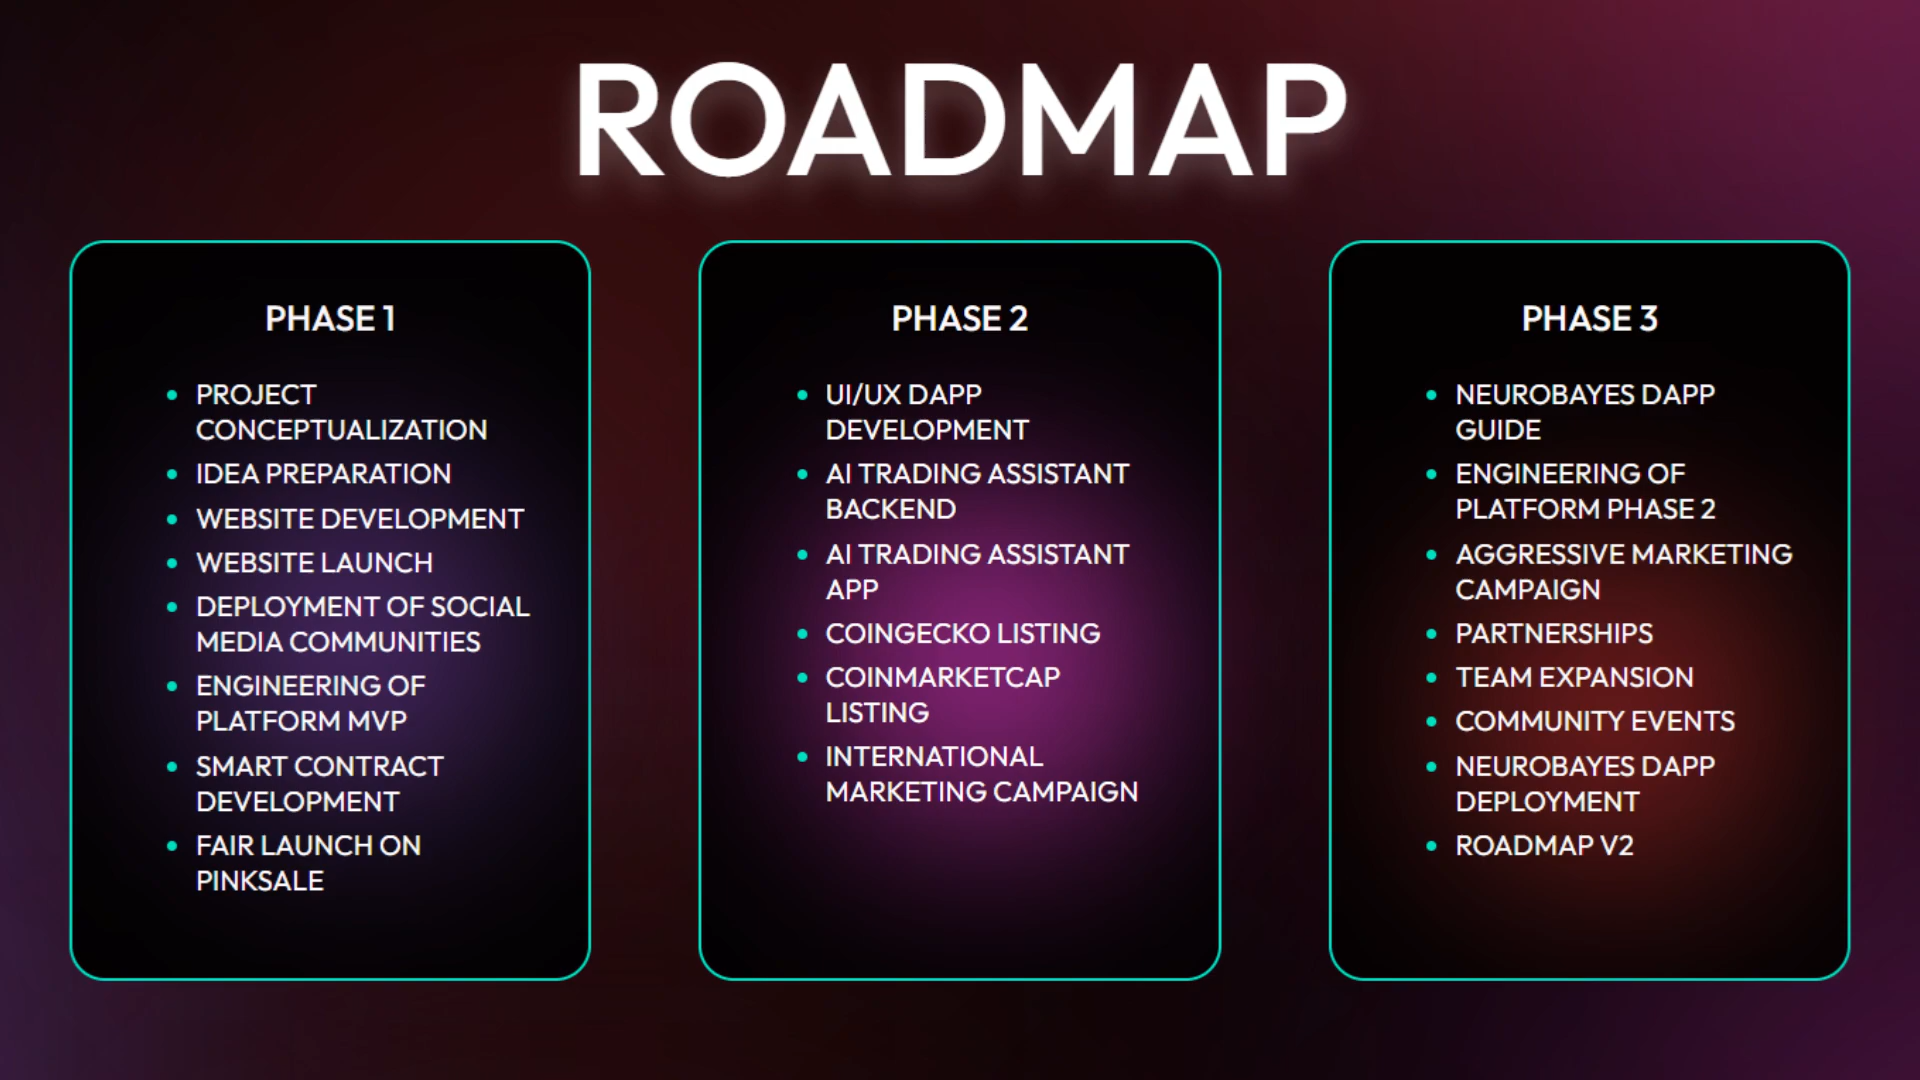 ROADMAP
PHASE 1
• PROJECT
CONCEPTUALIZATION
• IDEA PREPARATION
• WEBSITE DEVELOPMENT
• WEBSITE LAUNCH
• DEPLOYMENT OF SOCIAL
MEDIA COMMUNITIES
• ENGINEERING OF
PLATFORM MVP
• SMART CONTRACT
DEVELOPMENT
• FAIR LAUNCH ON
PINKSALE
PHASE 2
• UI/UX DAPP
DEVELOPMENT
• AI TRADING ASSISTANT
BACKEND
• AI TRADING ASSISTANT
APP
• COINGECKO LISTING
• COINMARKETCAP
LISTING
• INTERNATIONAL
MARKETING CAMPAIGN
PHASE 3
• NEUROBAYES DAPP
GUIDE
• ENGINEERING OF
PLATFORM PHASE 2
• AGGRESSIVE MARKETING
CAMPAIGN
• PARTNERSHIPS
• TEAM EXPANSION
• COMMUNITY EVENTS
• NEUROBAYES DAPP
DEPLOYMENT
• ROADMAP V2